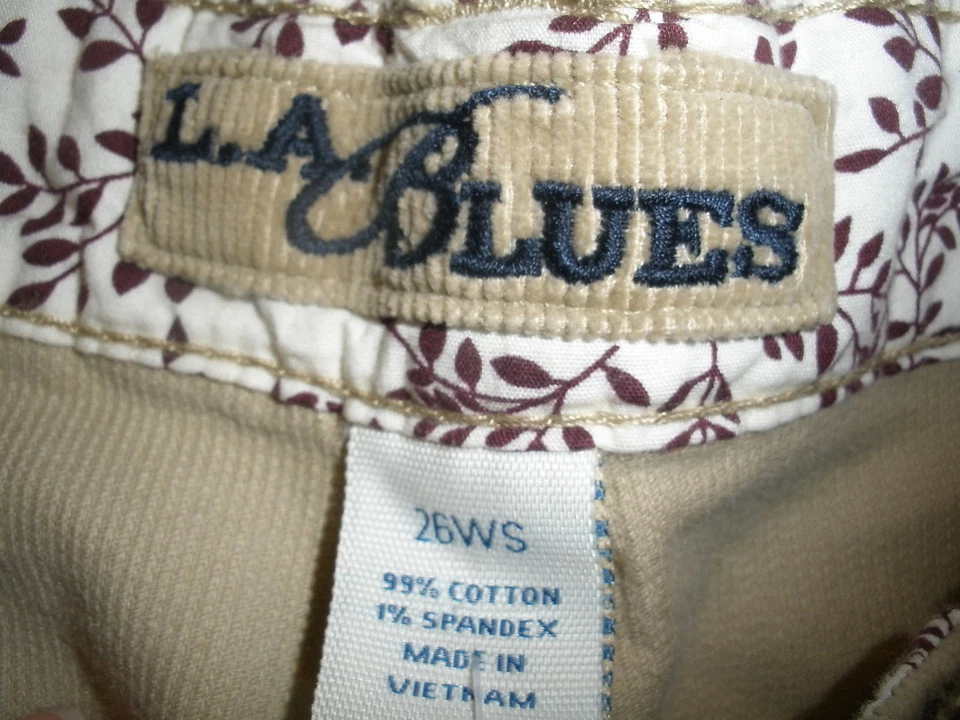 L.A. BLUES
26WS
99% COTTON
1% SPANDEX
MADE IN
VIETNAM